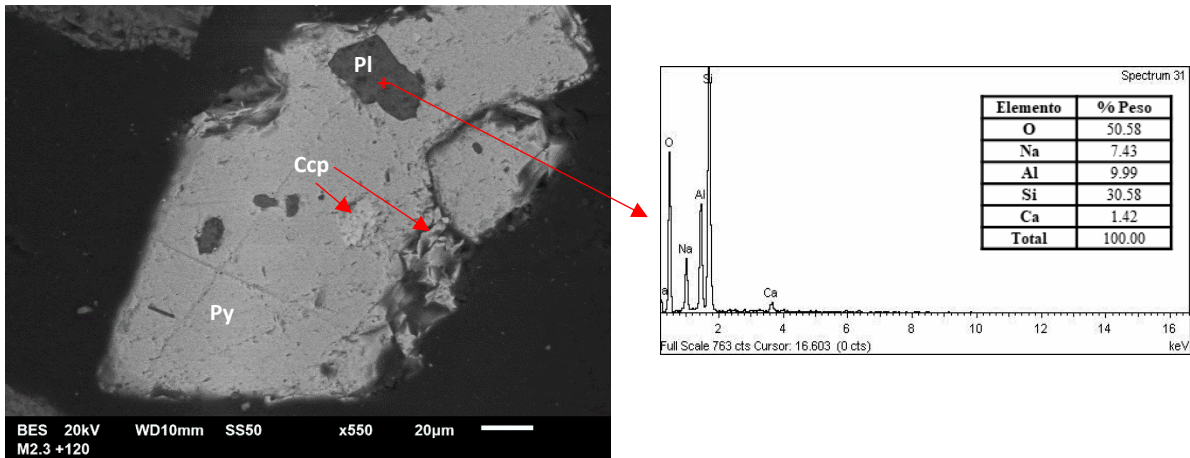 Pl
Ccp
Py
BES 20kV WD10mm SS50 x550 20μm
M2.3 +120
Spectrum 31
Si
O
Al
Na
Ca
a
Elemento % Peso
O 50.58
Na 7.43
Al 9.99
Si 30.58
Ca 1.42
Total 100.00
2 4 6 8 10 12 14 16
Full Scale 763 cts Cursor: 16.603 (0 cts) keV